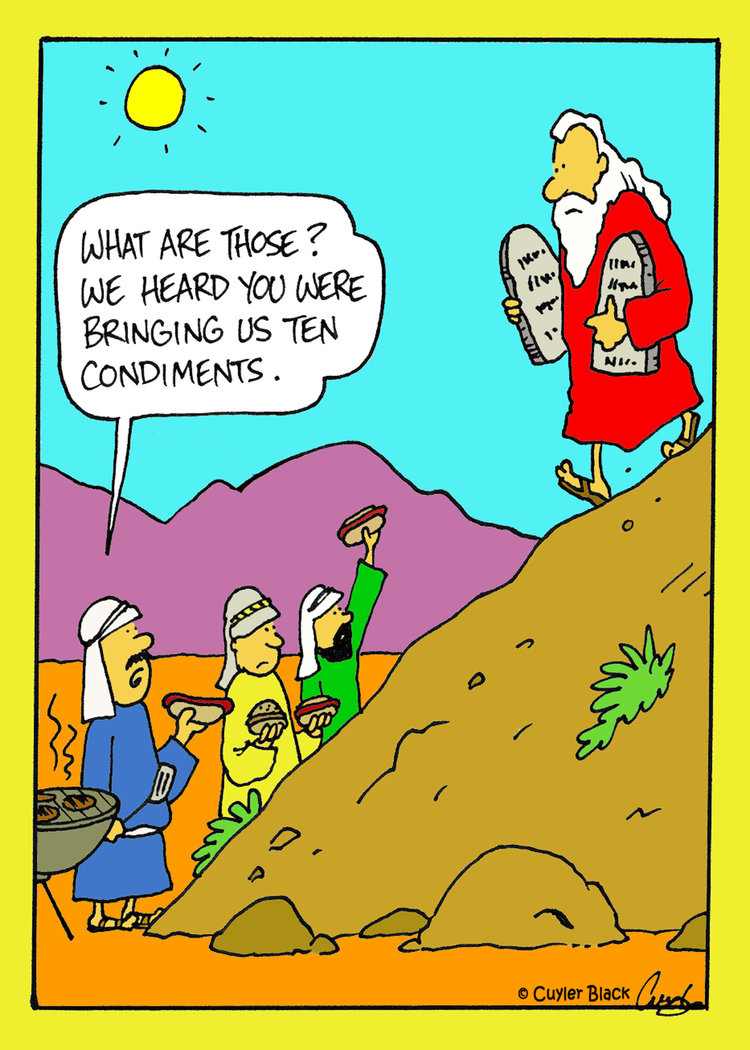 WHAT ARE THOSE?
WE HEARD YOU WERE
BRINGING US TEN
CONDIMENTS.
© Cuyler Black